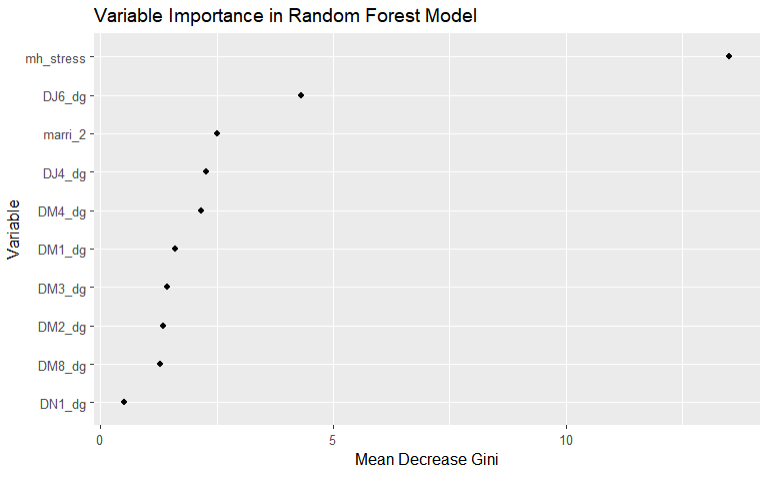 Variable Importance in Random Forest Model
mh_stress
DJ6_dg
marri_2
DJ4_dg
DM4_dg
DM1_dg
DM3_dg
DM2_dg
DM8_dg
DN1_dg
Variable
0 5 10
Mean Decrease Gini